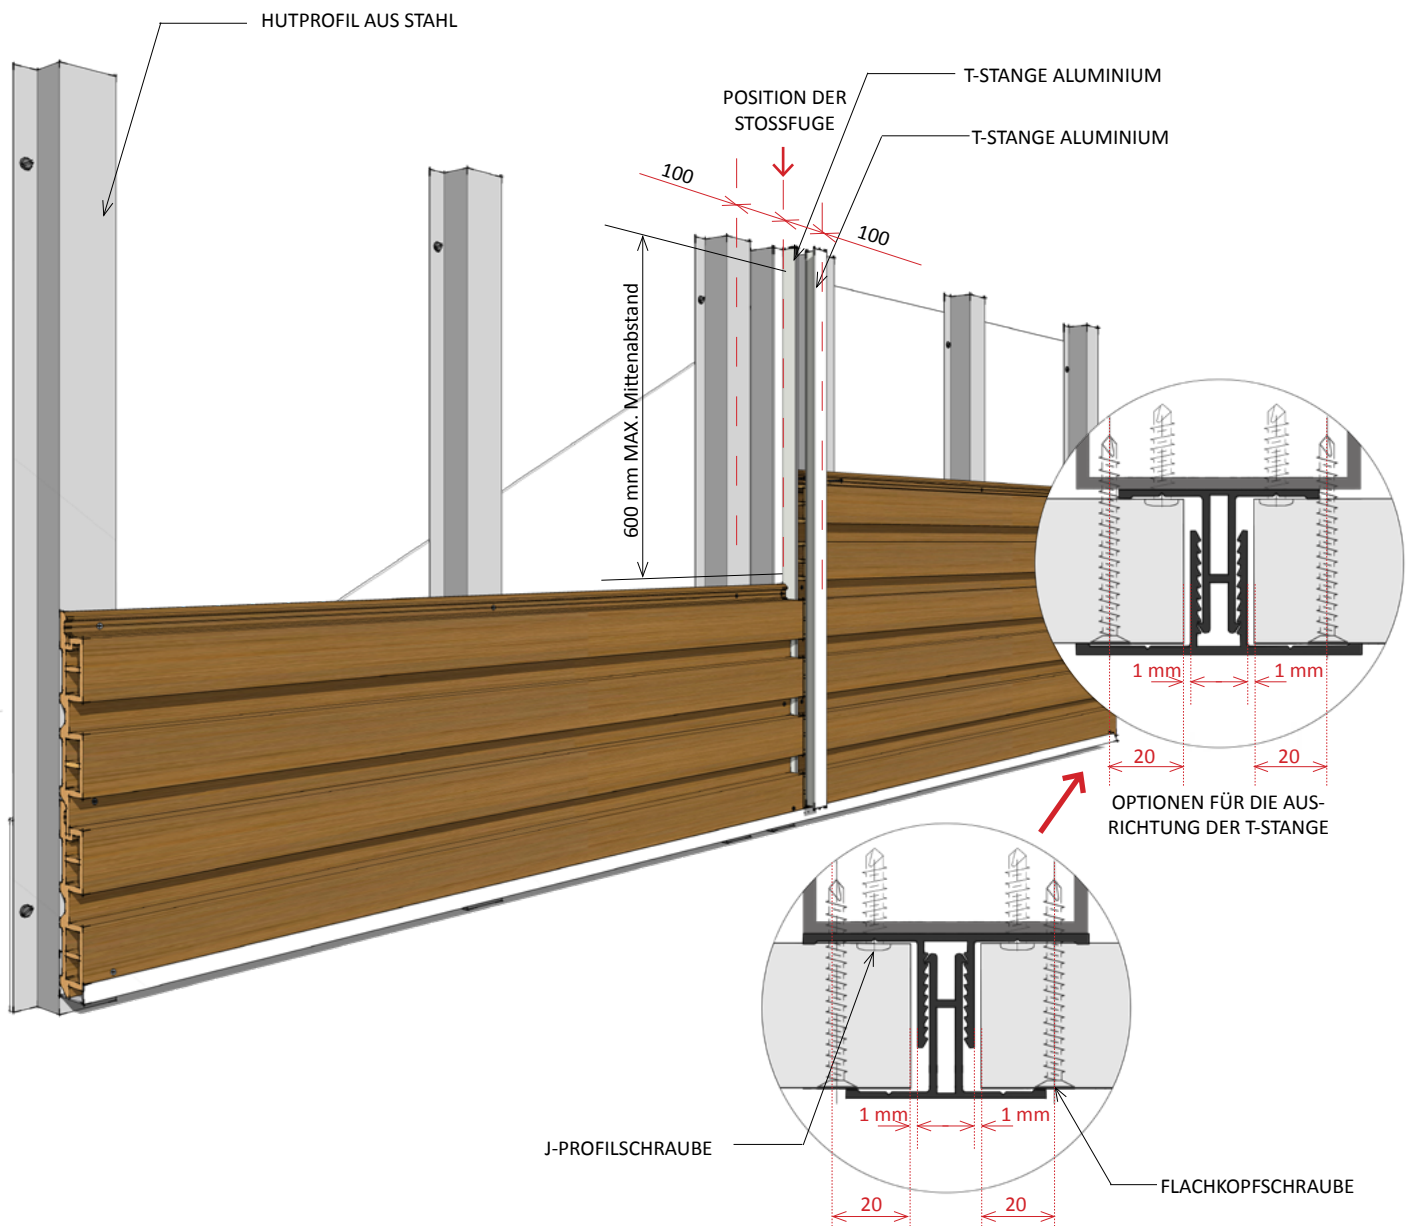 HUTPROFIL AUS STAHL
T-STANGE ALUMINIUM
POSITION DER
STOSSFUGE
T-STANGE ALUMINIUM
100
100
600 mm MAX. Mittenabstand
1 mm
1 mm
20
20
OPTIONEN FÜR DIE AUS-
RICHTUNG DER T-STANGE
1 mm
1 mm
J-PROFILSCHRAUBE
FLACHKOPFSCHRAUBE
20
20